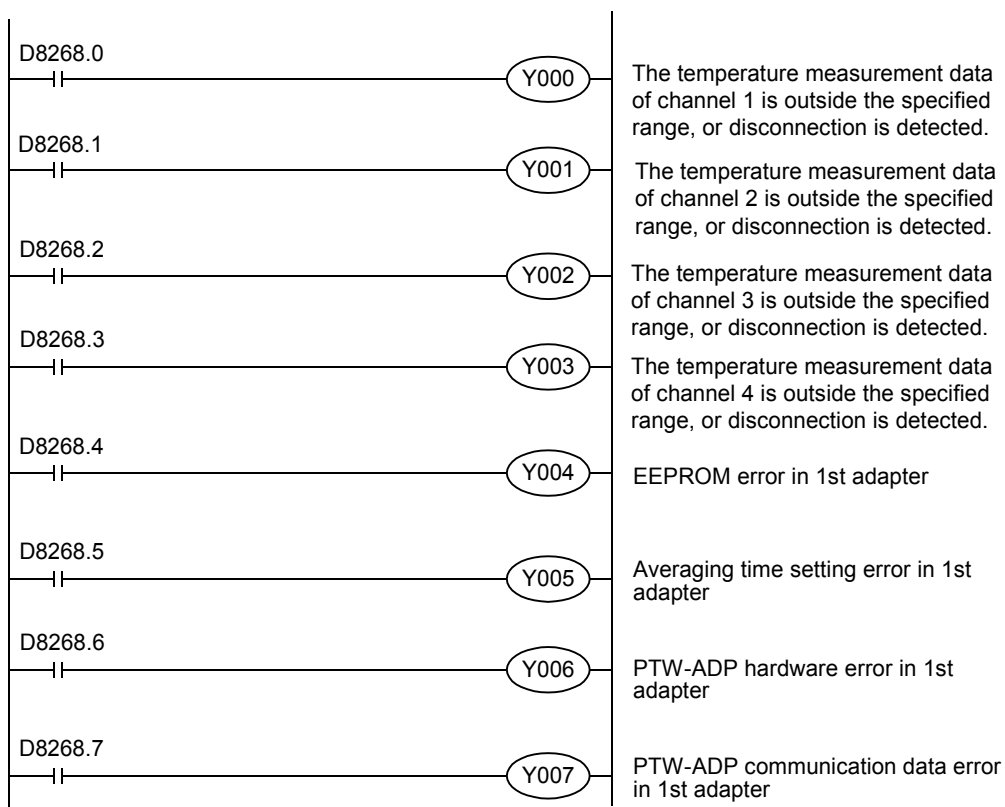 D8268.0
Y000
The temperature measurement data
of channel 1 is outside the specified
range, or disconnection is detected.
D8268.1
Y001
The temperature measurement data
of channel 2 is outside the specified
range, or disconnection is detected.
D8268.2
Y002
The temperature measurement data
of channel 3 is outside the specified
range, or disconnection is detected.
D8268.3
Y003
The temperature measurement data
of channel 4 is outside the specified
range, or disconnection is detected.
D8268.4
Y004
EEPROM error in 1st adapter
D8268.5
Y005
Averaging time setting error in 1st
adapter
D8268.6
Y006
PTW-ADP hardware error in 1st
adapter
D8268.7
Y007
PTW-ADP communication data error
in 1st adapter